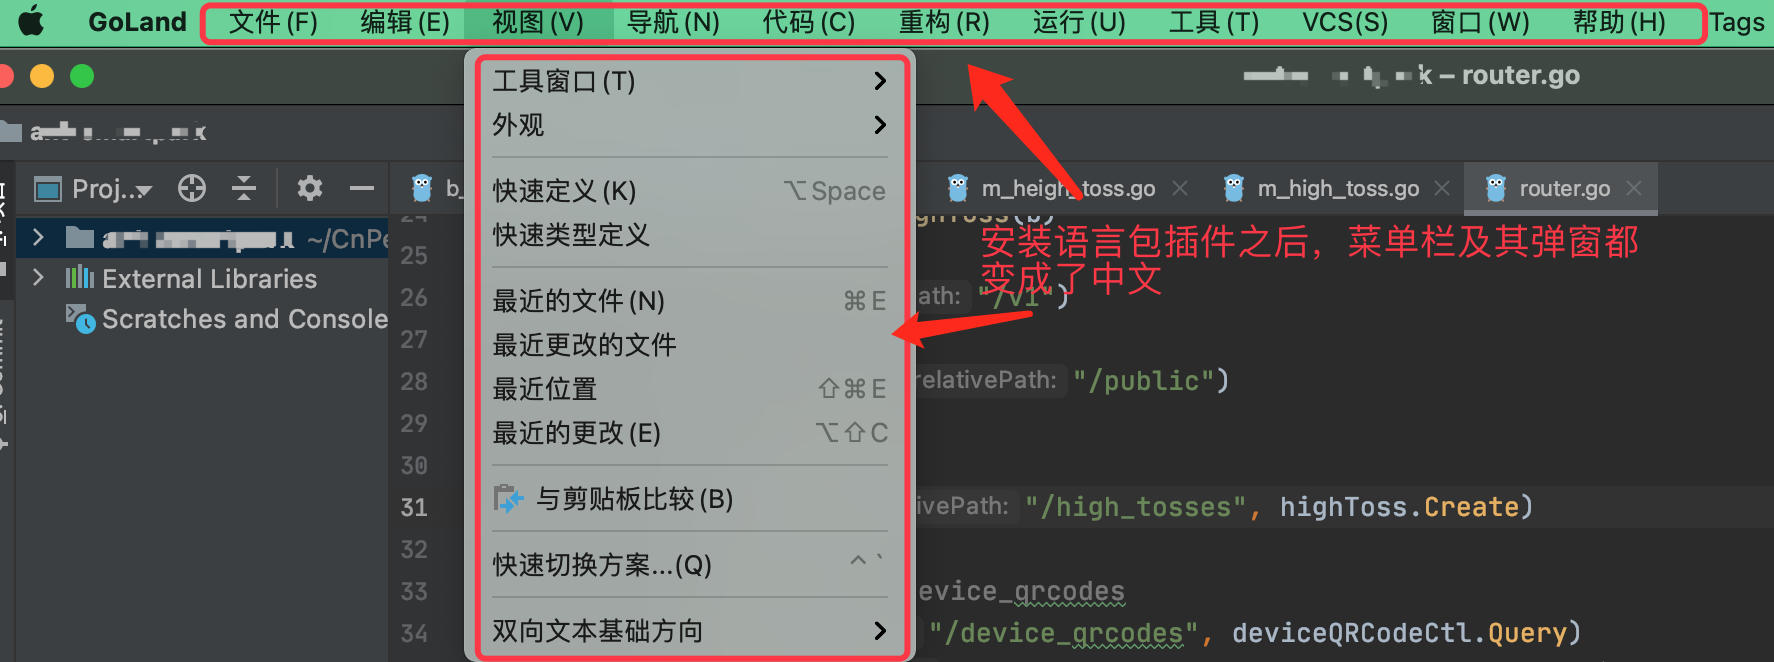 GoLand 文件(F) 编辑(E) 视图(V) 导航(N) 代码(C) 重构(R) 运行(U) 工具(T) VCS(S) 窗口(W) 帮助(H) Tags
k – router.go
工具窗口(T)
外观
Proj...
m_heigh_toss.go
m_high_toss.go
router.go
快速定义(K) ⌥Space
快速类型定义
External Libraries
Scratches and Console
最近的文件(N) ⌘E
最近更改的文件
最近位置 ⇧⌘E
最近的更改(E) ⌥⇧C
与剪贴板比较(B)
快速切换方案...(Q) ^ `
双向文本基础方向
安装语言包插件之后，菜单栏及其弹窗都
变成了中文
24
25
26 ath: "/v1")
27
28 relativePath: "/public")
29
30
31 ivePath: "/high_tosses", highToss.Create)
32
33 evice_qrcodes
34 "/device_qrcodes", deviceQRCodeCtl.Query)